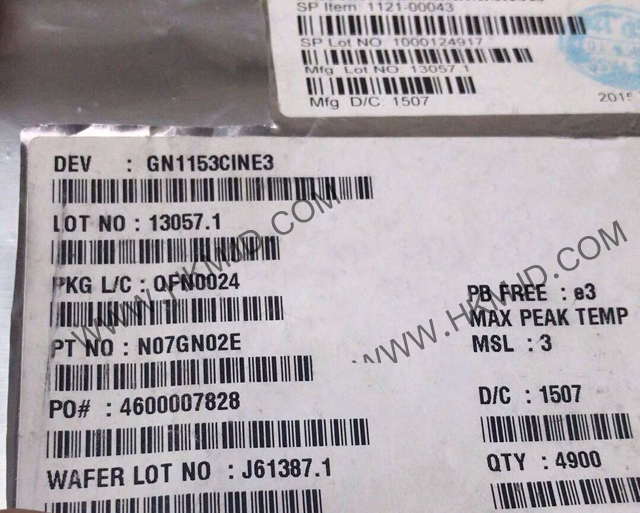 SP Item 1121-00043
SP Lot NO 1000124917
Mfg Lot NO: 13057.1
Mfg D/C: 1507
2015
DEV : GN1153CINE3
LOT NO : 13057.1
PKG L/C : QFN0024
PT NO : N07GN02E
PO# : 4600007828
WAFER LOT NO : J61387.1
PB FREE : e3
MAX PEAK TEMP
MSL : 3
D/C : 1507
QTY : 4900
WWW.HKMJD.COM
WWW.HKMJD.COM